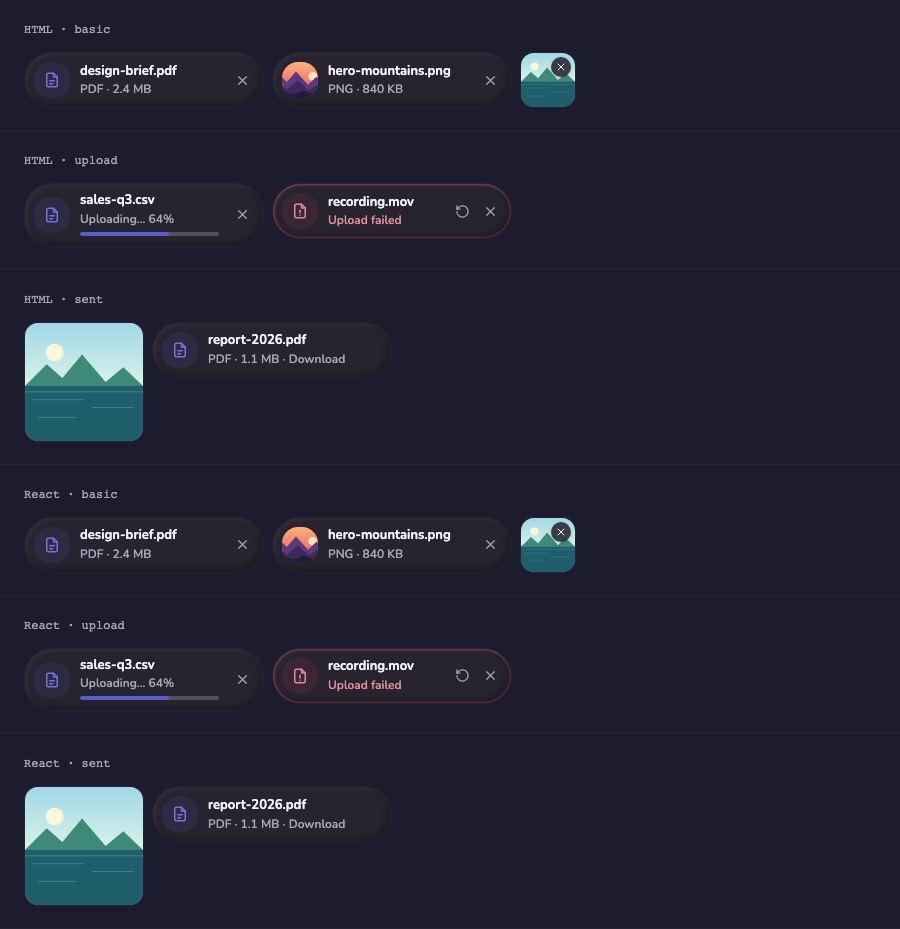 HTML · basic
design-brief.pdf
PDF · 2.4 MB
hero-mountains.png
PNG · 840 KB
HTML · upload
sales-q3.csv
Uploading… 64%
recording.mov
Upload failed
HTML · sent
report-2026.pdf
PDF · 1.1 MB · Download
React · basic
design-brief.pdf
PDF · 2.4 MB
hero-mountains.png
PNG · 840 KB
React · upload
sales-q3.csv
Uploading… 64%
recording.mov
Upload failed
React · sent
report-2026.pdf
PDF · 1.1 MB · Download